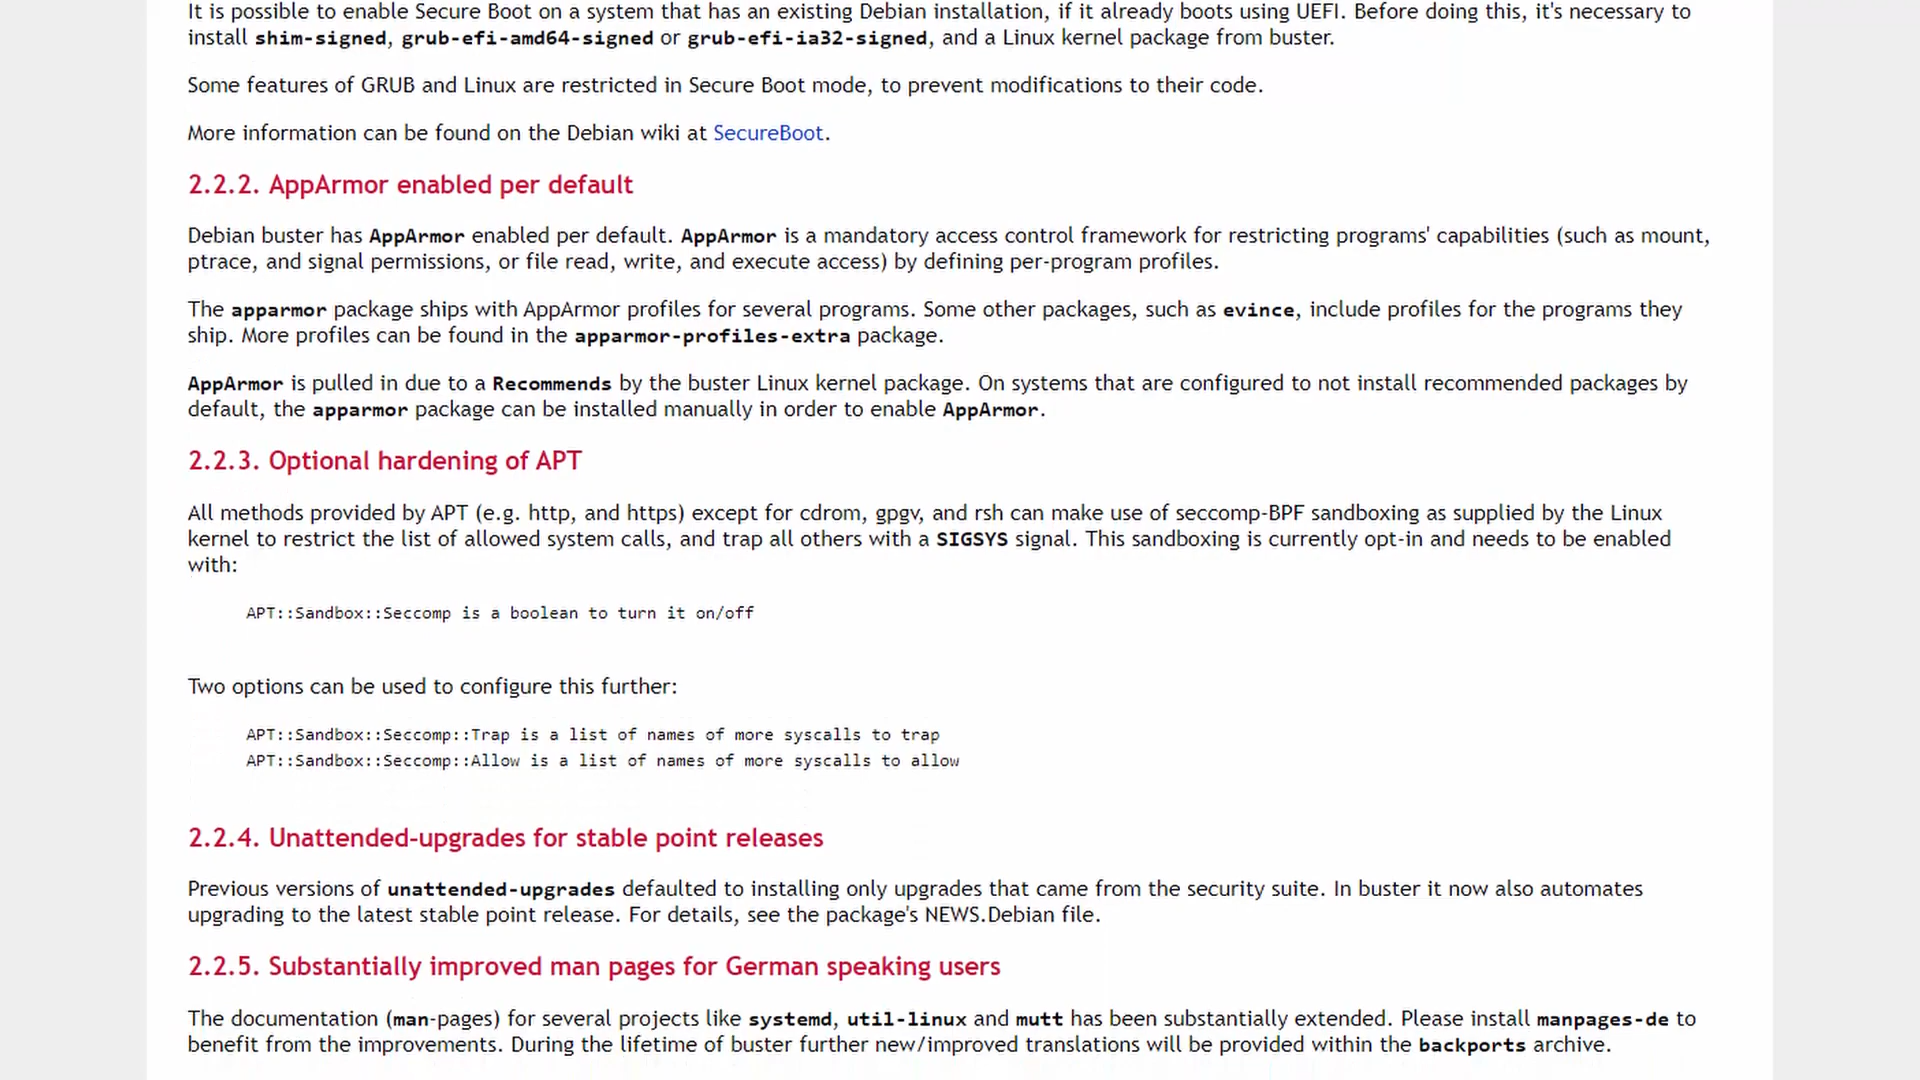 It is possible to enable Secure Boot on a system that has an existing Debian installation, if it already boots using UEFI. Before doing this, it's necessary to
install shim-signed, grub-efi-amd64-signed or grub-efi-ia32-signed, and a Linux kernel package from buster.
Some features of GRUB and Linux are restricted in Secure Boot mode, to prevent modifications to their code.
More information can be found on the Debian wiki at SecureBoot.
2.2.2. AppArmor enabled per default
Debian buster has AppArmor enabled per default. AppArmor is a mandatory access control framework for restricting programs' capabilities (such as mount,
ptrace, and signal permissions, or file read, write, and execute access) by defining per-program profiles.
The apparmor package ships with AppArmor profiles for several programs. Some other packages, such as evince, include profiles for the programs they
ship. More profiles can be found in the apparmor-profiles-extra package.
AppArmor is pulled in due to a Recommends by the buster Linux kernel package. On systems that are configured to not install recommended packages by
default, the apparmor package can be installed manually in order to enable AppArmor.
2.2.3. Optional hardening of APT
All methods provided by APT (e.g. http, and https) except for cdrom, gpgv, and rsh can make use of seccomp-BPF sandboxing as supplied by the Linux
kernel to restrict the list of allowed system calls, and trap all others with a SIGSYS signal. This sandboxing is currently opt-in and needs to be enabled
with:
APT::Sandbox::Seccomp is a boolean to turn it on/off
Two options can be used to configure this further:
APT::Sandbox::Seccomp::Trap is a list of names of more syscalls to trap
APT::Sandbox::Seccomp::Allow is a list of names of more syscalls to allow
2.2.4. Unattended-upgrades for stable point releases
Previous versions of unattended-upgrades defaulted to installing only upgrades that came from the security suite. In buster it now also automates
upgrading to the latest stable point release. For details, see the package's NEWS.Debian file.
2.2.5. Substantially improved man pages for German speaking users
The documentation (man-pages) for several projects like systemd, util-linux and mutt has been substantially extended. Please install manpages-de to
benefit from the improvements. During the lifetime of buster further new/improved translations will be provided within the backports archive.